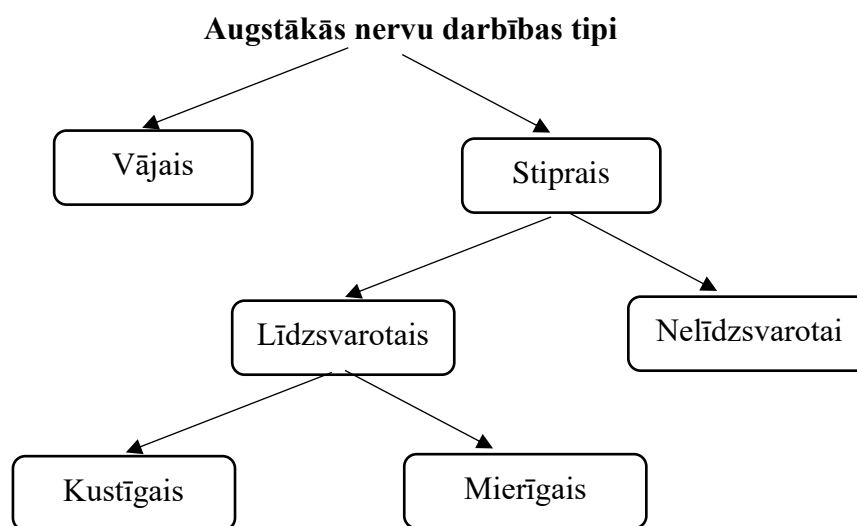 Augstākās nervu darbības tipi
Vājais
Stiprais
Līdzsvarotais
Nelīdzsvarotai
Kustīgais
Mierīgais